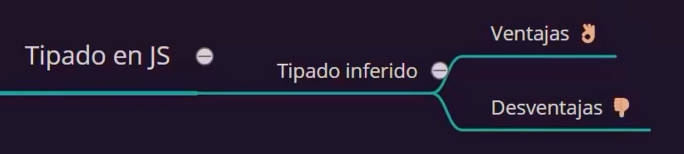 Tipado en JS
Tipado inferido
Ventajas 👌
Desventajas 👎